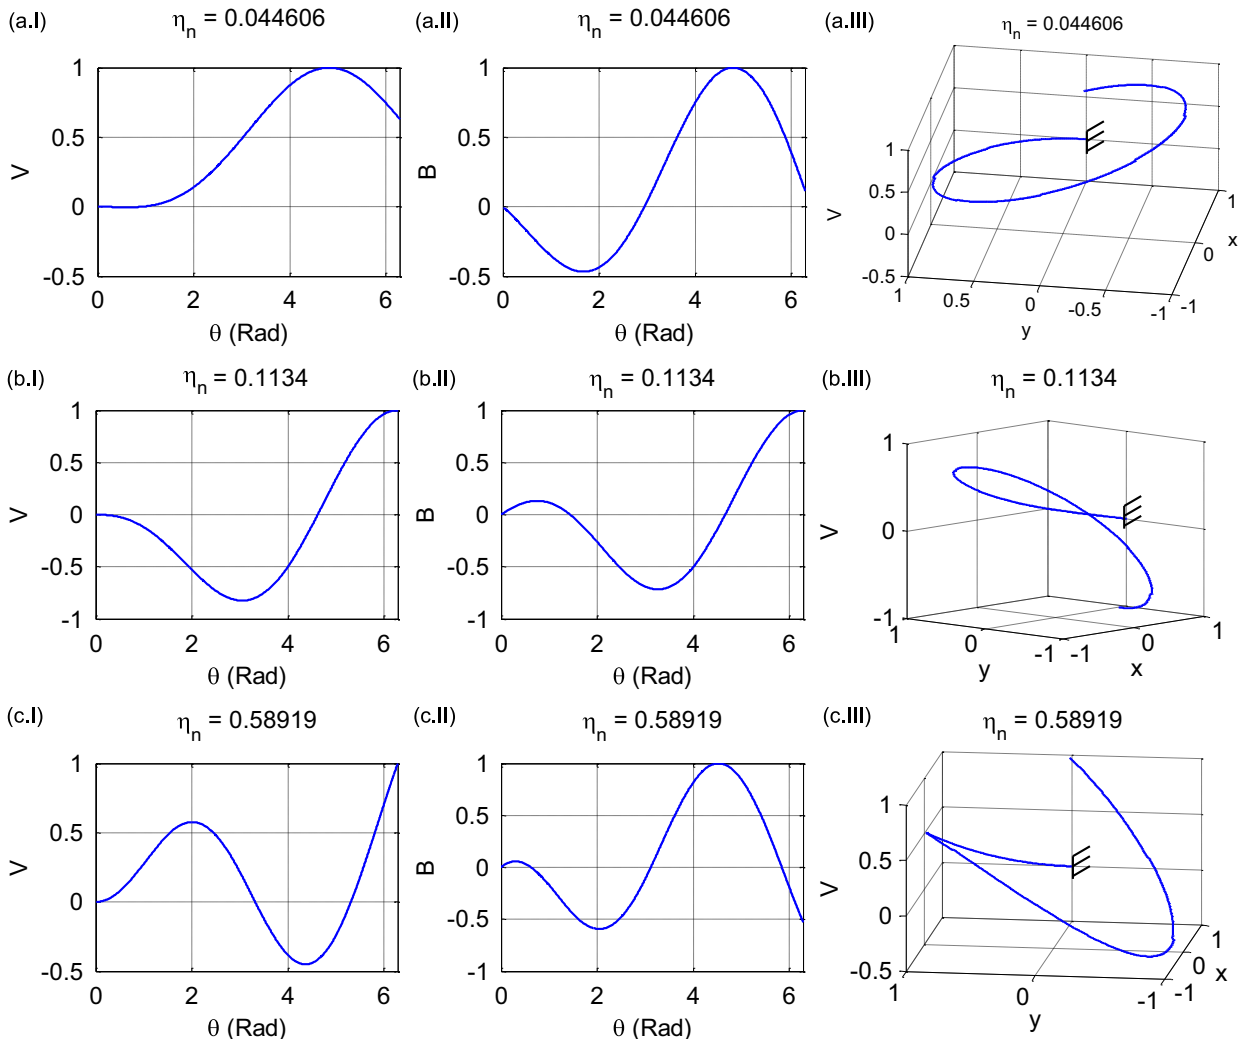 (a.I) ηn = 0.044606
V
1
0.5
0
-0.5
0 2 4 6
θ (Rad)
(a.II) ηn = 0.044606
B
1
0.5
0
-0.5
0 2 4 6
θ (Rad)
(a.III) ηn = 0.044606
V
1
0.5
0
-0.5
1 0.5 0 -0.5 -1
y
-1 0 1
x
(b.I) ηn = 0.1134
V
1
0.5
0
-0.5
-1
0 2 4 6
θ (Rad)
(b.II) ηn = 0.1134
B
1
0.5
0
-0.5
-1
0 2 4 6
θ (Rad)
(b.III) ηn = 0.1134
V
1
0
-1
1 0 -1
y
-1 0 1
x
(c.I) ηn = 0.58919
V
1
0.5
0
-0.5
0 2 4 6
θ (Rad)
(c.II) ηn = 0.58919
B
1
0.5
0
-0.5
-1
0 2 4 6
θ (Rad)
(c.III) ηn = 0.58919
V
1
0.5
0
-0.5
1 0 -1
y
-1 0 1
x